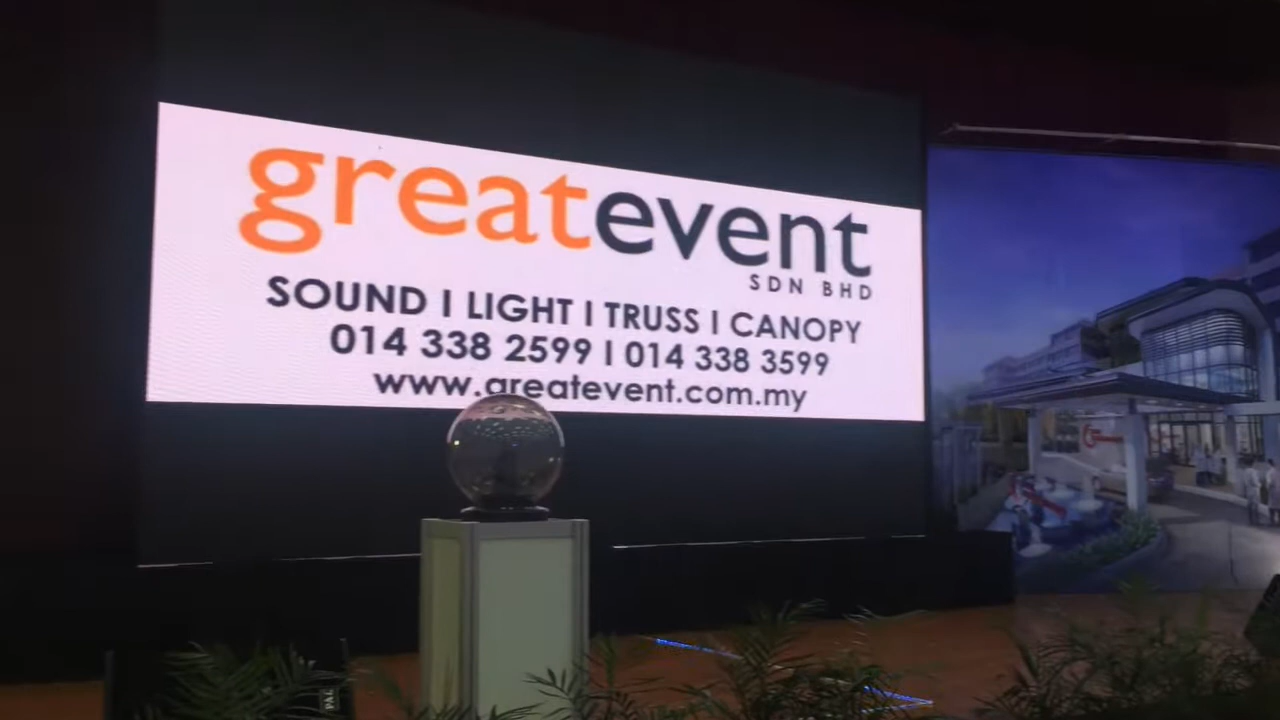 greatevent
SDN BHD
SOUND I LIGHT I TRUSS I CANOPY
014 338 2599 I 014 338 3599
www.greatevent.com.my